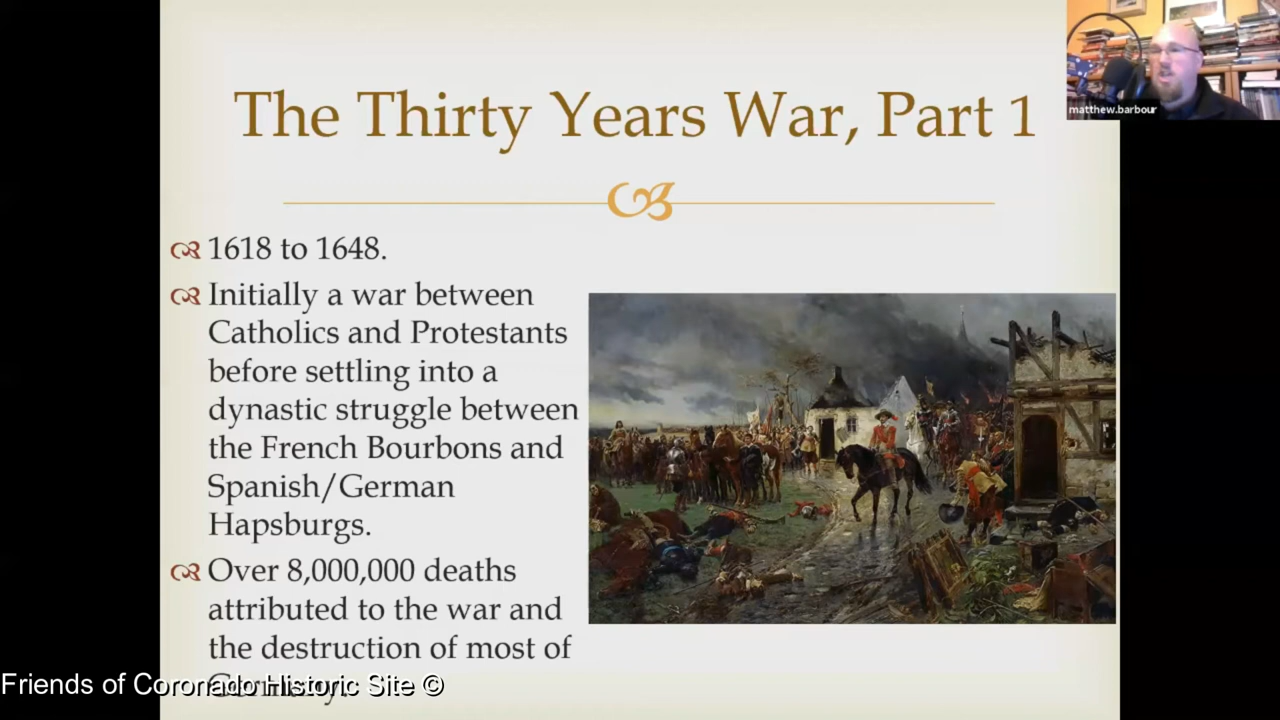 The Thirty Years War, Part 1
matthew.barbour
1618 to 1648.
Initially a war between
Catholics and Protestants
before settling into a
dynastic struggle between
the French Bourbons and
Spanish/German
Hapsburgs.
Over 8,000,000 deaths
attributed to the war and
the destruction of most of
Friends of Coronado Historic Site ©